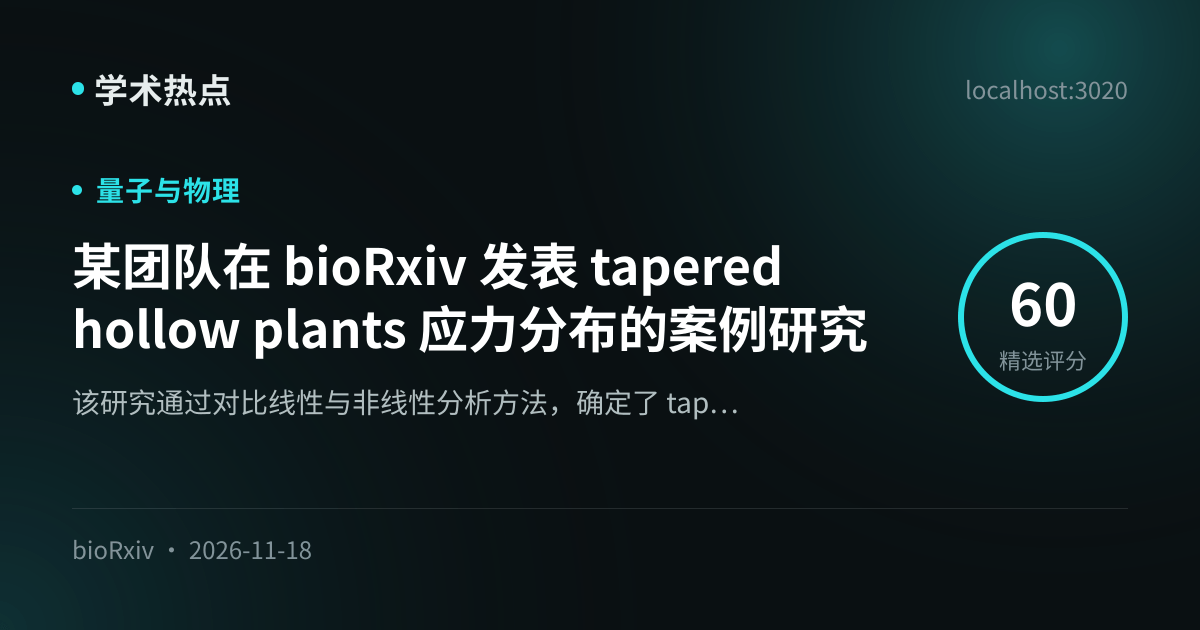 学术热点
localhost:3020
量子与物理
某团队在 bioRxiv 发表 tapered
hollow plants 应力分布的案例研究
60
精选评分
该研究通过对比线性与非线性分析方法，确定了 tap…
bioRxiv · 2026-11-18